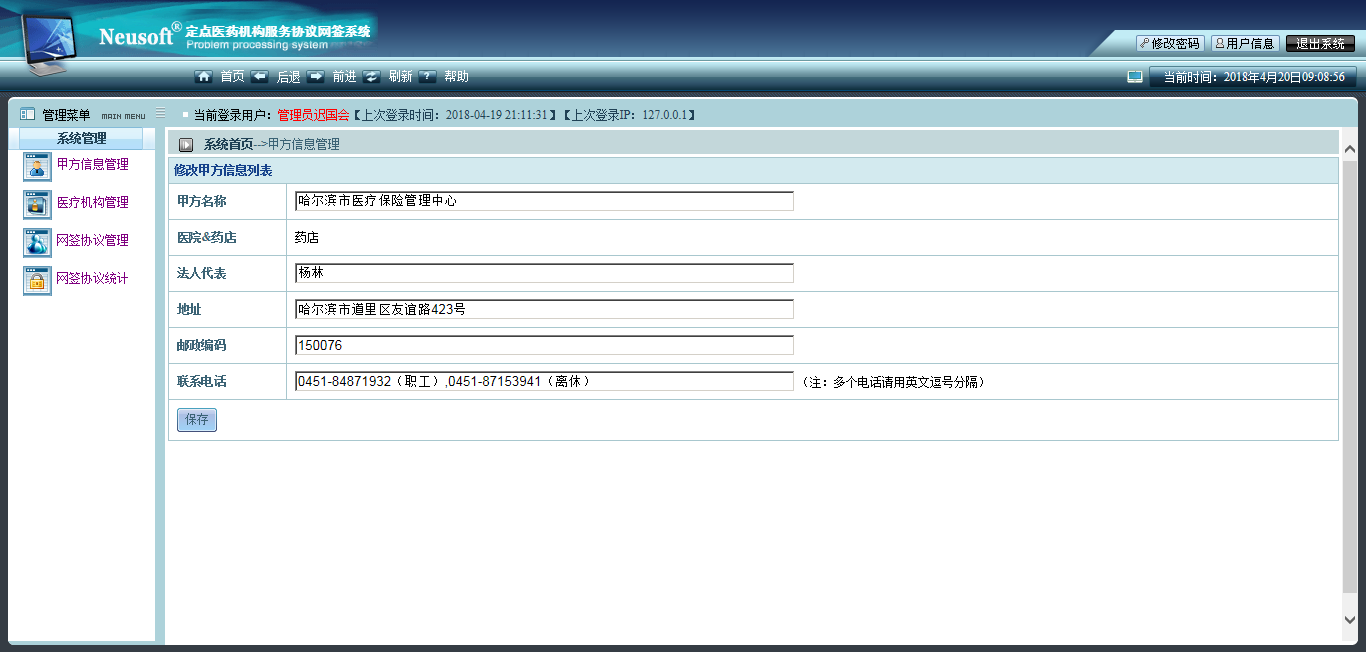 Neusoft® 定点医药机构服务协议网签系统
Problem processing system
修改密码 用户信息 退出系统
首页 后退 前进 刷新 ? 帮助
当前时间：2018年4月20日09:08:56
管理菜单 MAIN MENU
当前登录用户：管理员迟国会【上次登录时间：2018-04-19 21:11:31】【上次登录IP：127.0.0.1】
系统管理
甲方信息管理
医疗机构管理
网签协议管理
网签协议统计
系统首页-->甲方信息管理
修改甲方信息列表
甲方名称 哈尔滨市医疗保险管理中心
医院&药店 药店
法人代表 杨林
地址 哈尔滨市道里区友谊路423号
邮政编码 150076
联系电话 0451-84871932（职工）,0451-87153941（离休） （注：多个电话请用英文逗号分隔）
保存